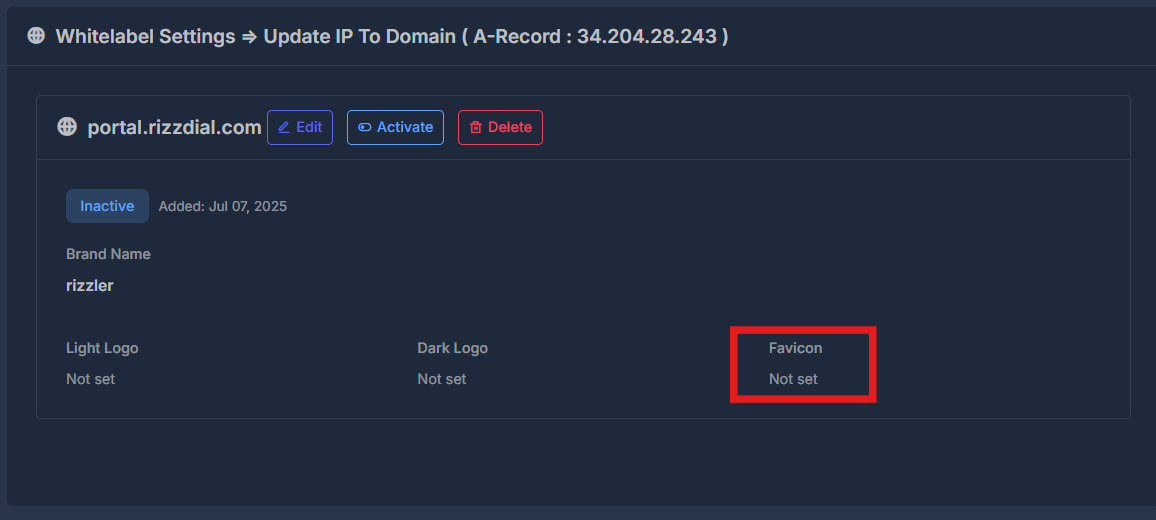 Whitelabel Settings => Update IP To Domain ( A-Record : 34.204.28.243 )
portal.rizzdial.com Edit Activate Delete
Inactive Added: Jul 07, 2025
Brand Name
rizzler
Light Logo Dark Logo Favicon
Not set Not set Not set